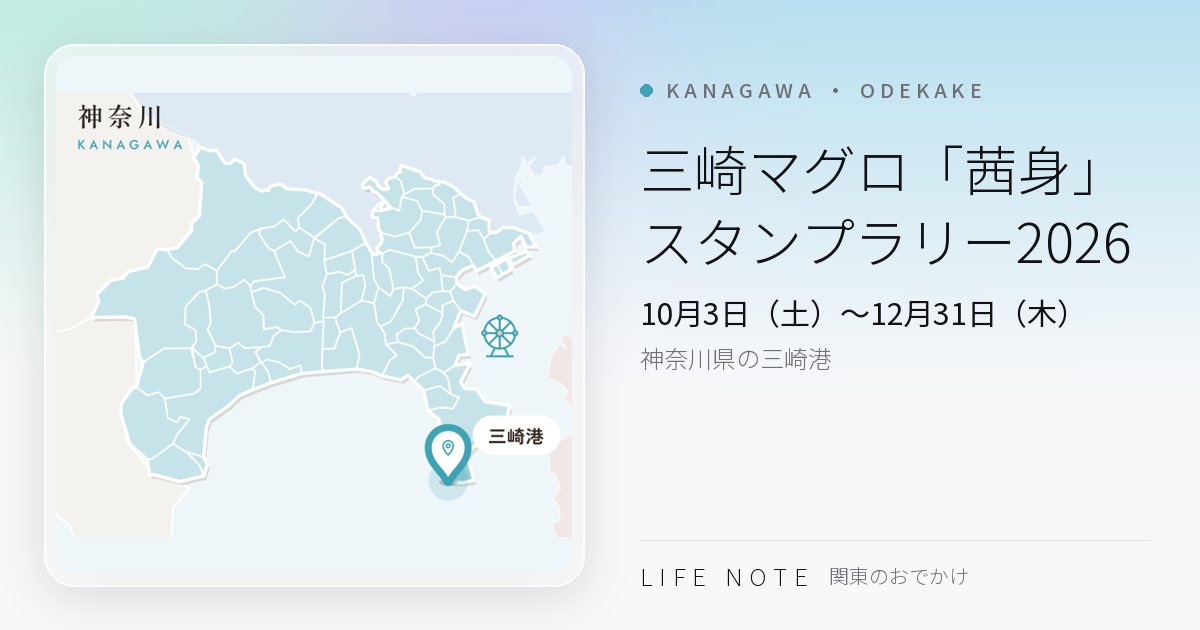 神奈川
KANAGAWA
三崎港
KANAGAWA • ODEKAKE
三崎マグロ「茜身」
スタンプラリー2026
10月3日（土）〜12月31日（木）
神奈川県の三崎港
LIFE NOTE 関東のおでかけ